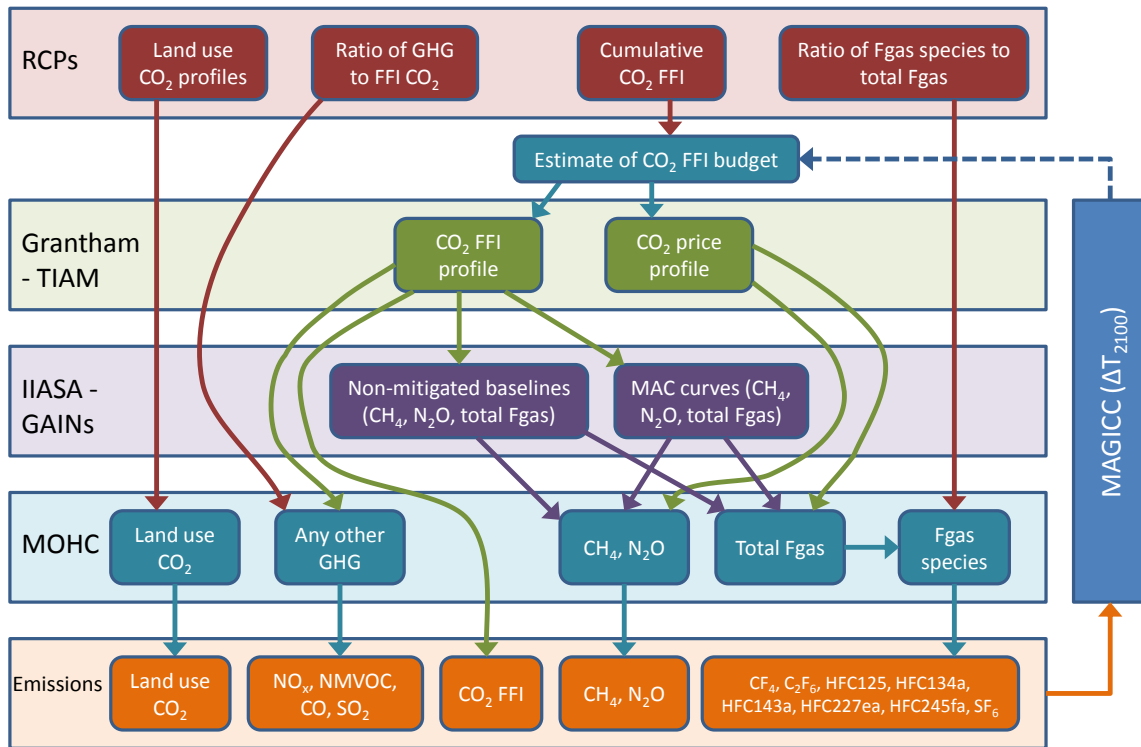 RCPs
Land use
CO₂ profiles
Ratio of GHG
to FFI CO₂
Cumulative
CO₂ FFI
Ratio of Fgas species to
total Fgas
Estimate of CO₂ FFI budget
Grantham
- TIAM
CO₂ FFI
profile
CO₂ price
profile
IIASA -
GAINs
Non-mitigated baselines
(CH₄, N₂O, total Fgas)
MAC curves (CH₄,
N₂O, total Fgas)
MOHC
Land use
CO₂
Any other
GHG
CH₄, N₂O
Total Fgas
Fgas
species
Emissions
Land use
CO₂
NOₓ, NMVOC,
CO, SO₂
CO₂ FFI
CH₄, N₂O
CF₄, C₂F₆, HFC125, HFC134a,
HFC143a, HFC227ea, HFC245fa, SF₆
MAGICC (ΔT₂₁₀₀)